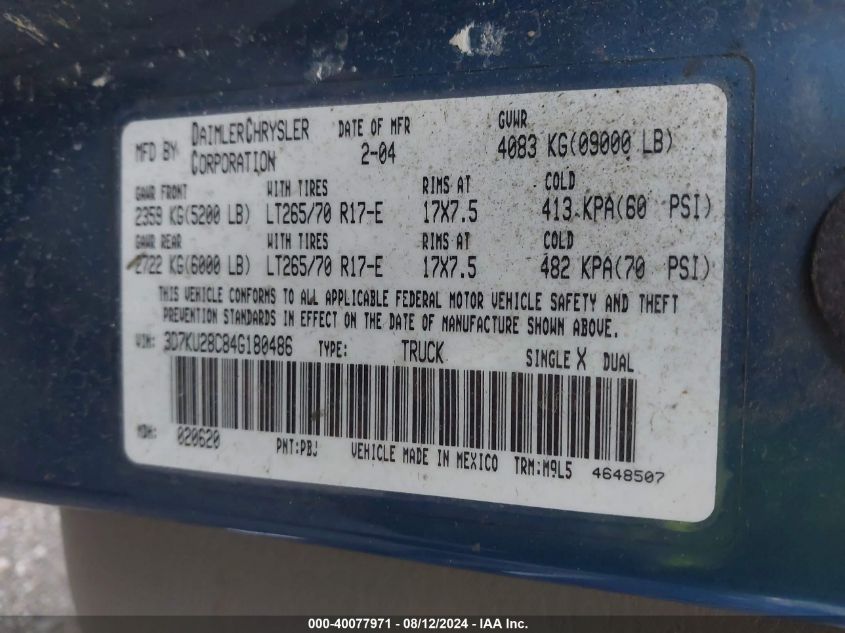 MFD BY DAIMLERCHRYSLER CORPORATION DATE OF MFR 2-04 GVWR 4083 KG(09000 LB)
GAWR FRONT WITH TIRES RIMS AT COLD
2359 KG(5200 LB) LT265/70 R17-E 17X7.5 413 KPA(60 PSI)
GAWR REAR WITH TIRES RIMS AT COLD
2722 KG(6000 LB) LT265/70 R17-E 17X7.5 482 KPA(70 PSI)
THIS VEHICLE CONFORMS TO ALL APPLICABLE FEDERAL MOTOR VEHICLE SAFETY AND THEFT
PREVENTION STANDARDS IN EFFECT ON THE DATE OF MANUFACTURE SHOWN ABOVE.
VIN: 3D7KU28C84G180486 TYPE: TRUCK SINGLE X DUAL
MDH: 020620 PNT:PBJ VEHICLE MADE IN MEXICO TRM:M9L5 4648507
000-40077971 - 08/12/2024 - IAA Inc.